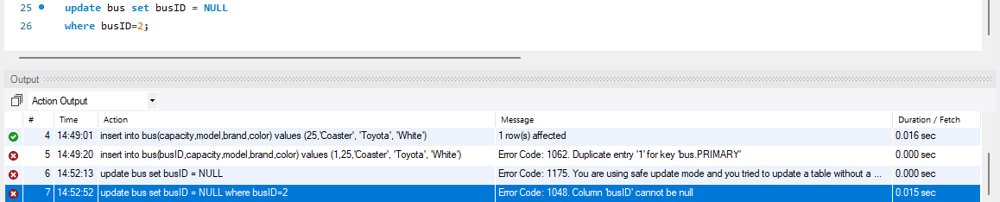 25 update bus set busID = NULL
26 where busID=2;
Output
Action Output
# Time Action Message Duration / Fetch
4 14:49:01 insert into bus(capacity,model,brand,color) values (25,'Coaster', 'Toyota', 'White') 1 row(s) affected 0.016 sec
5 14:49:20 insert into bus(busID,capacity,model,brand,color) values (1,25,'Coaster', 'Toyota', 'White') Error Code: 1062. Duplicate entry '1' for key 'bus.PRIMARY' 0.000 sec
6 14:52:13 update bus set busID = NULL Error Code: 1175. You are using safe update mode and you tried to update a table without a ... 0.000 sec
7 14:52:52 update bus set busID = NULL where busID=2 Error Code: 1048. Column 'busID' cannot be null 0.015 sec